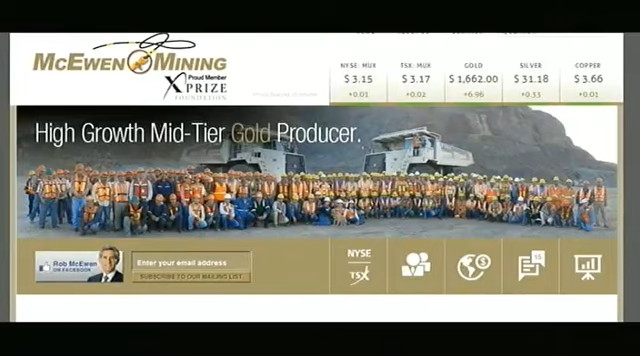 McEwen Mining
Proud Member
X PRIZE
FOUNDATION
NYSE: MUX
$ 3.15
+0.01
TSX: MUX
$ 3.17
+0.02
GOLD
$ 1,662.00
+6.96
SILVER
$ 31.18
+0.33
COPPER
$ 3.66
+0.01
High Growth Mid-Tier Gold Producer.
Rob McEwen
ON FACEBOOK
Enter your email address
SUBSCRIBE TO OUR MAILING LIST
NYSE
TSX
$
15